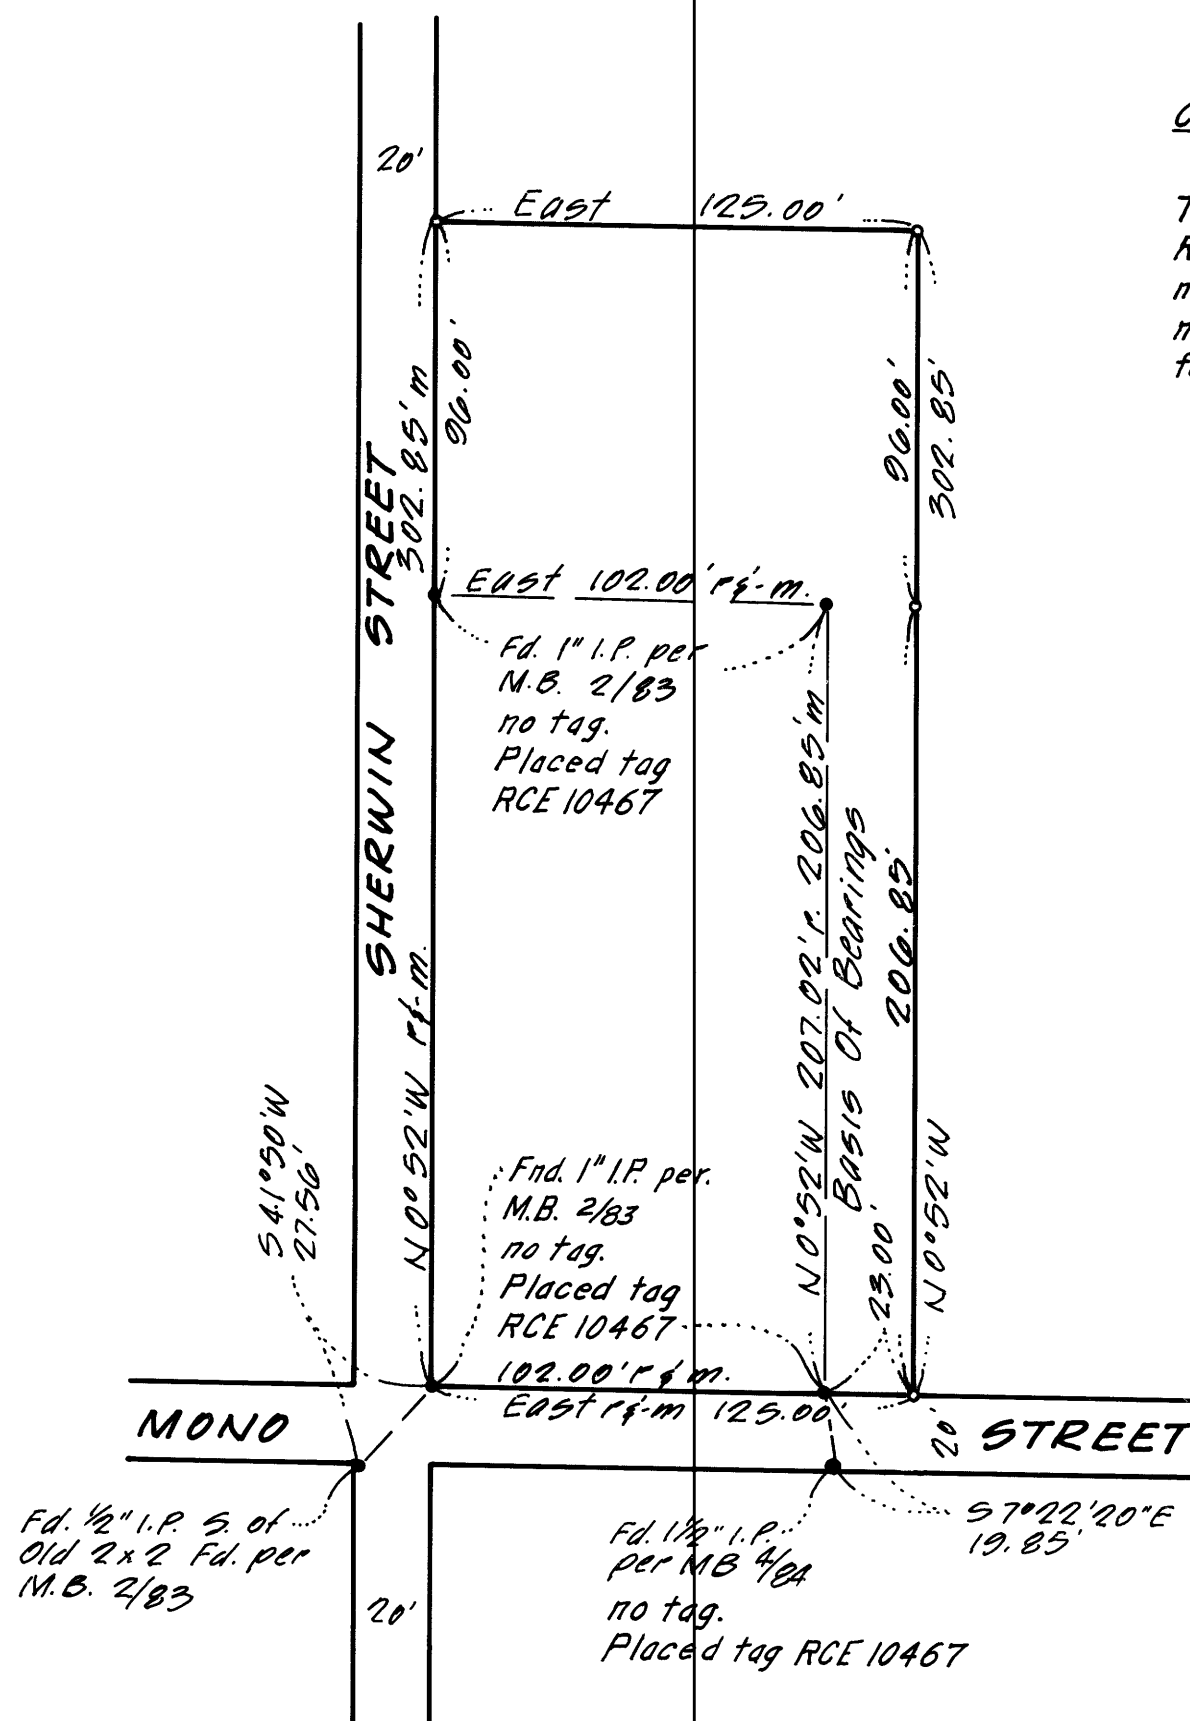 20'
East 125.00'
302.85'm
96.00'
96.00'
302.85'
SHERWIN STREET
East 102.00' r&m.
Fd. 1" I.P. per
M.B. 2/83
no tag.
Placed tag
RCE 10467
N0°52'W r&m.
N0°52'W 207.02'r. 206.85'm
Basis Of Bearings
206.85'
N0°52'W
23.00'
S41°50'W
27.56'
Fnd. 1" I.P. per.
M.B. 2/83
no tag.
Placed tag
RCE 10467
102.00' r & m.
East r&m 125.00'
MONO STREET
20
Fd. 1/2" I.P. S. of
Old 2x2 Fd. per
M.B. 2/83
20'
Fd. 1 1/2" I.P.
per MB 4/84
no tag.
Placed tag RCE 10467
S7°22'20"E
19.85'